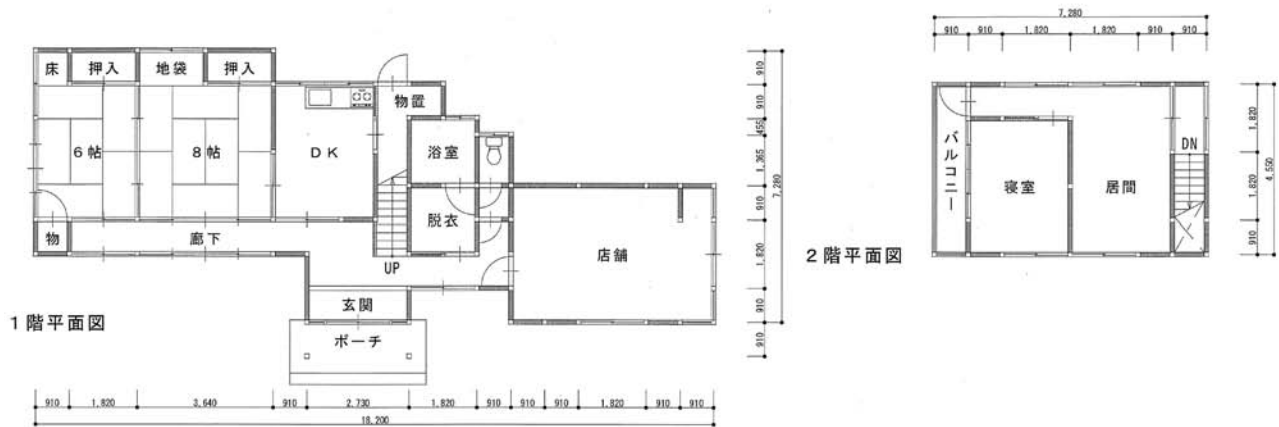 床 押入 地袋 押入
物置
6帖 8帖 DK 浴室
脱衣
物 廊下 店舗
UP
玄関
ポーチ
1階平面図
910 1,820 3,640 910 2,730 1,820 910 910 910 1,820 910 910
18,200
910
910
455
1,365
910
1,820
910
910
7,280
7,280
910 910 1,820 1,820 910 910
バルコニー
寝室 居間
DN
1,820
1,820
910
4,550
2階平面図